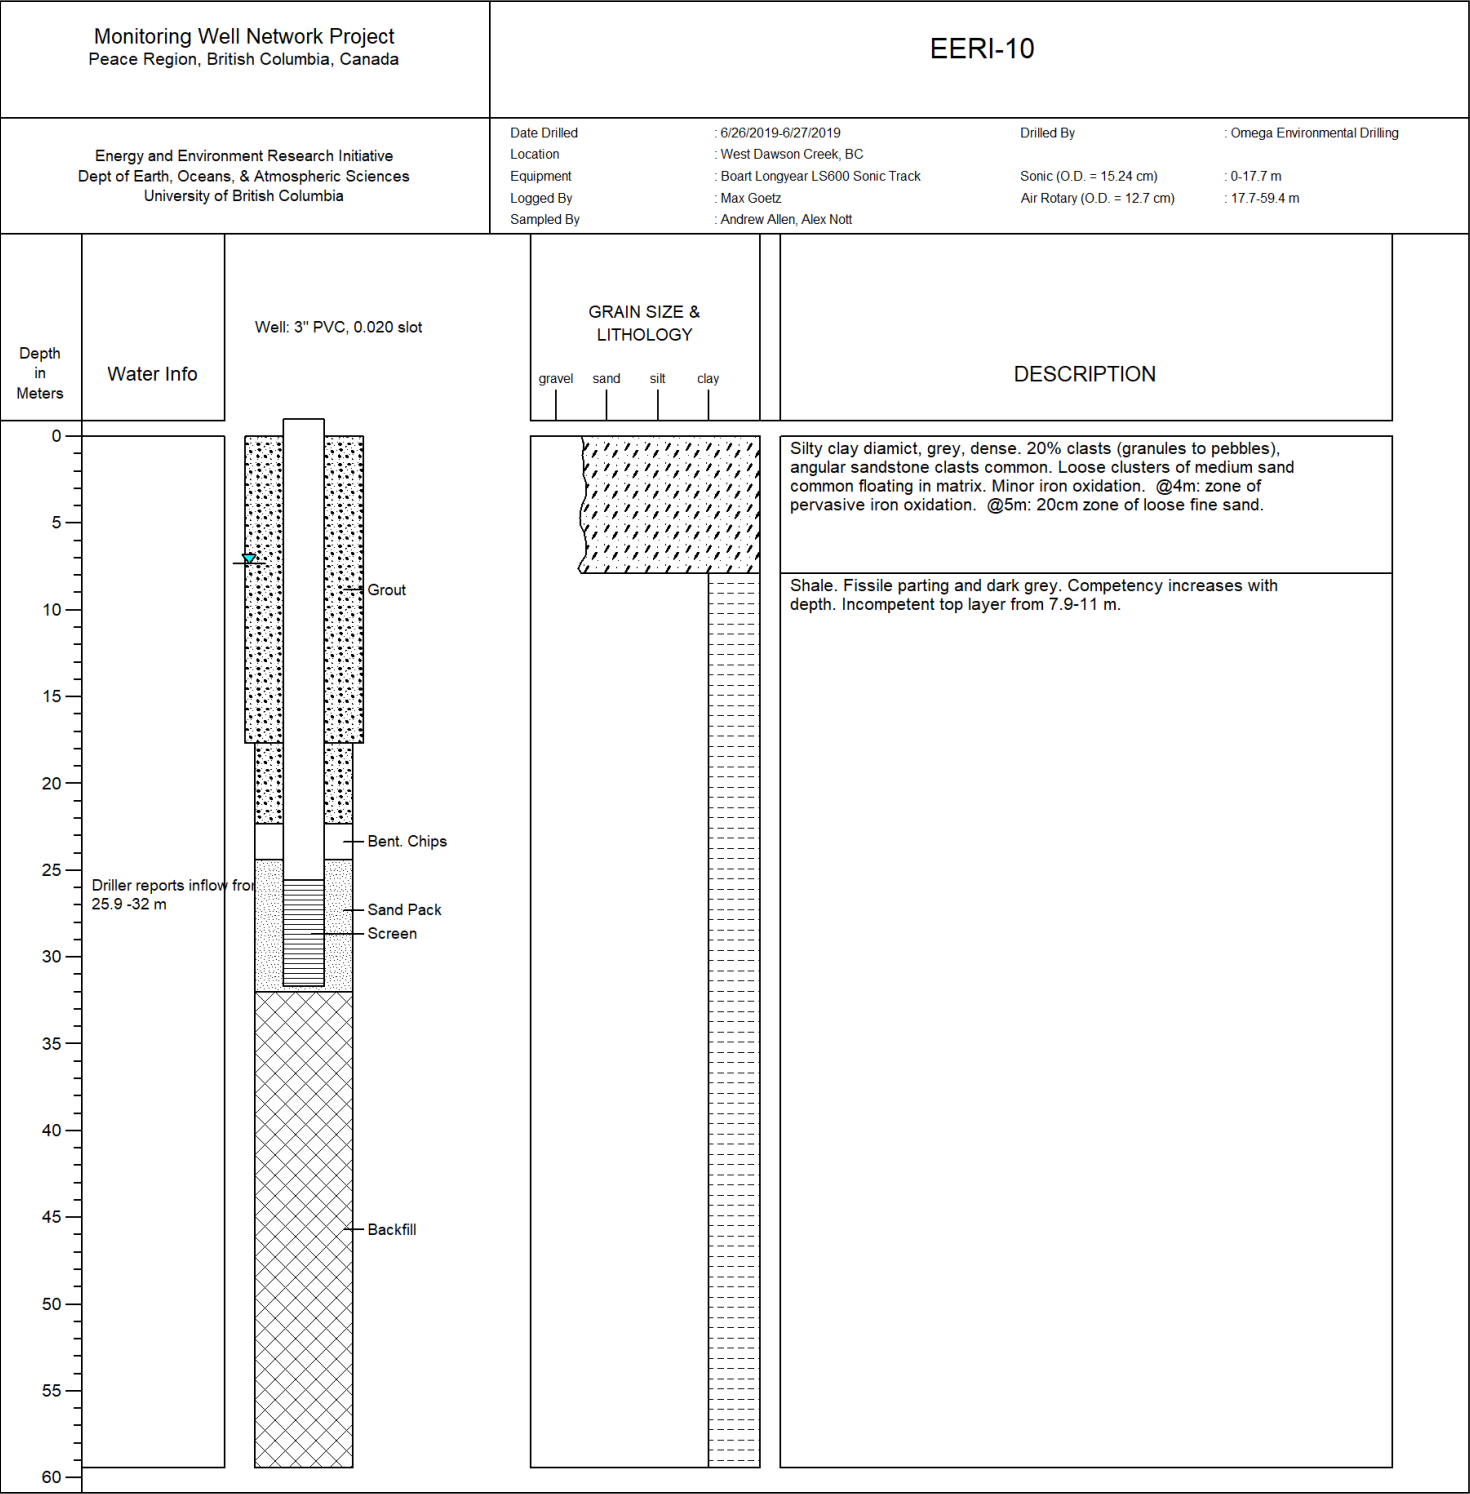 Monitoring Well Network Project
Peace Region, British Columbia, Canada
EERI-10
Energy and Environment Research Initiative
Dept of Earth, Oceans, & Atmospheric Sciences
University of British Columbia
Date Drilled : 6/26/2019-6/27/2019 Drilled By : Omega Environmental Drilling
Location : West Dawson Creek, BC
Equipment : Boart Longyear LS600 Sonic Track Sonic (O.D. = 15.24 cm) : 0-17.7 m
Logged By : Max Goetz Air Rotary (O.D. = 12.7 cm) : 17.7-59.4 m
Sampled By : Andrew Allen, Alex Nott
Depth
in
Meters
Water Info
Well: 3" PVC, 0.020 slot
GRAIN SIZE &
LITHOLOGY
gravel sand silt clay
DESCRIPTION
0
5
10
15
20
25
30
35
40
45
50
55
60
Driller reports inflow from
25.9 -32 m
Grout
Bent. Chips
Sand Pack
Screen
Backfill
Silty clay diamict, grey, dense. 20% clasts (granules to pebbles),
angular sandstone clasts common. Loose clusters of medium sand
common floating in matrix. Minor iron oxidation. @4m: zone of
pervasive iron oxidation. @5m: 20cm zone of loose fine sand.
Shale. Fissile parting and dark grey. Competency increases with
depth. Incompetent top layer from 7.9-11 m.